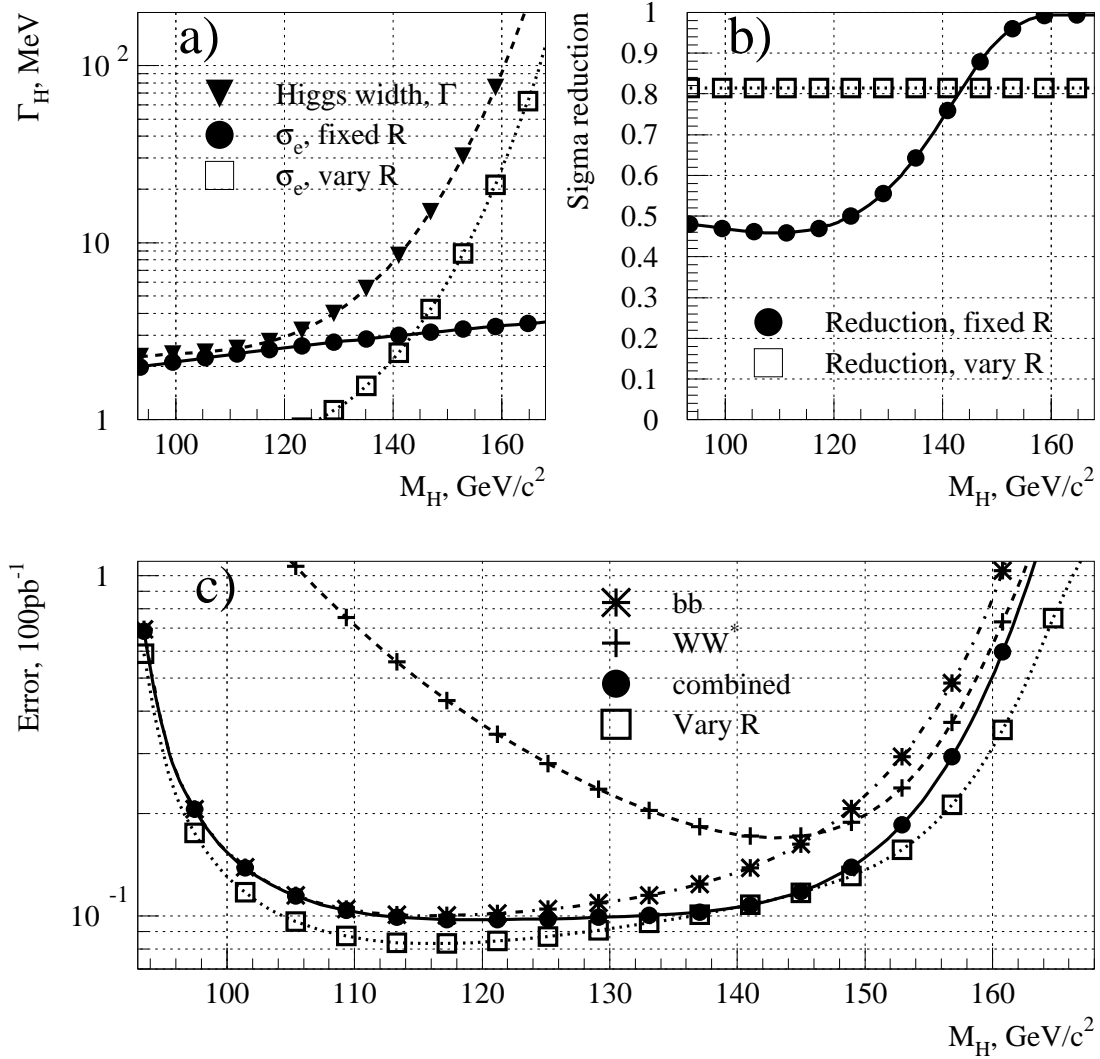 a)
Γ_H, MeV
10^2
10
1
Higgs width, Γ
σ_e, fixed R
σ_e, vary R
100 120 140 160
M_H, GeV/c^2
b)
Sigma reduction
1
0.9
0.8
0.7
0.6
0.5
0.4
0.3
0.2
0.1
0
Reduction, fixed R
Reduction, vary R
100 120 140 160
M_H, GeV/c^2
c)
Error, 100pb^-1
1
10^-1
bb
WW^*
combined
Vary R
100 110 120 130 140 150 160
M_H, GeV/c^2